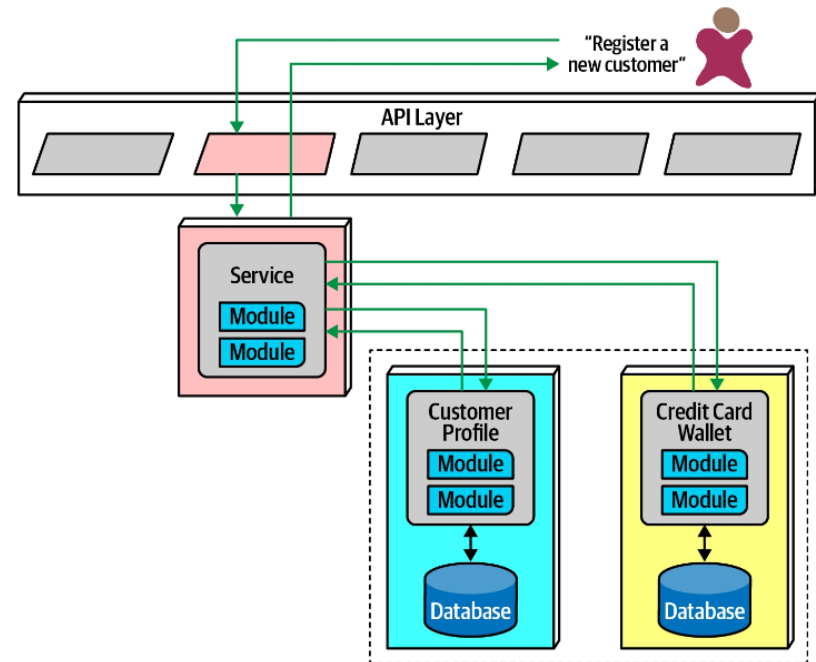 “Register a
new customer”
API Layer
Service
Module
Module
Customer
Profile
Module
Module
Database
Credit Card
Wallet
Module
Module
Database